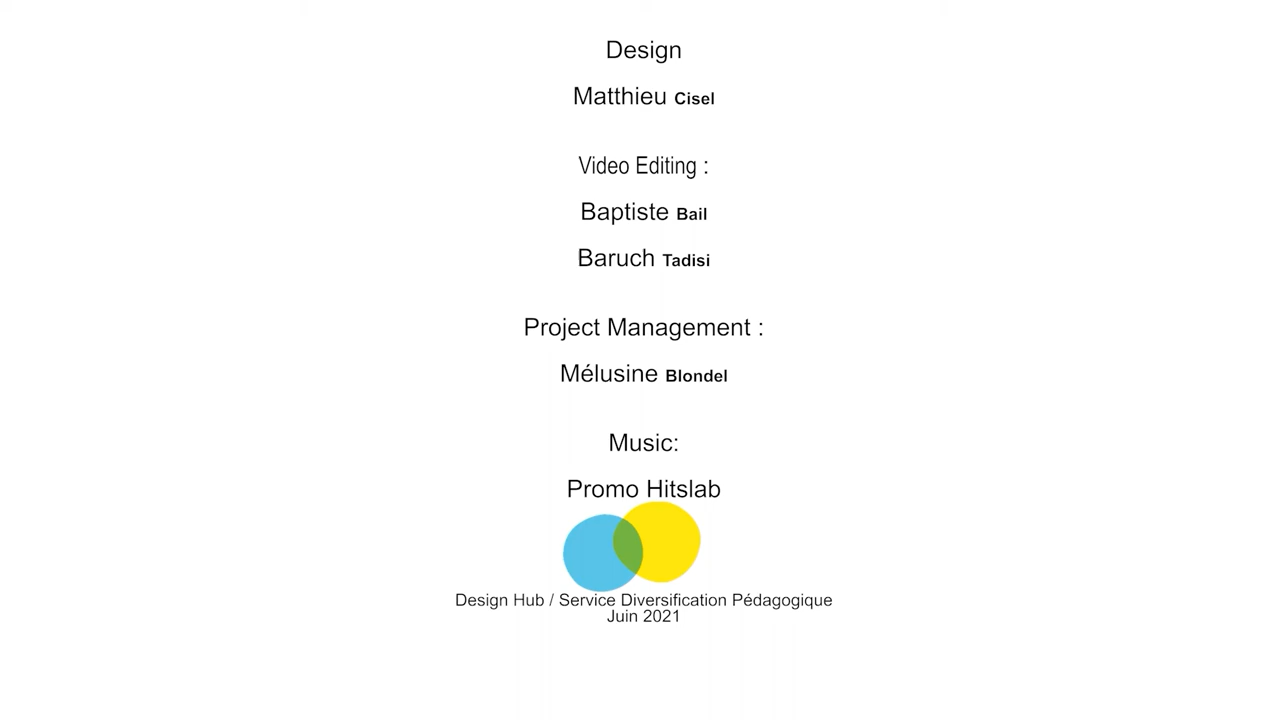 Design
Matthieu Cisel
Video Editing :
Baptiste Bail
Baruch Tadisi
Project Management :
Mélusine Blondel
Music:
Promo Hitslab
Design Hub / Service Diversification Pédagogique
Juin 2021